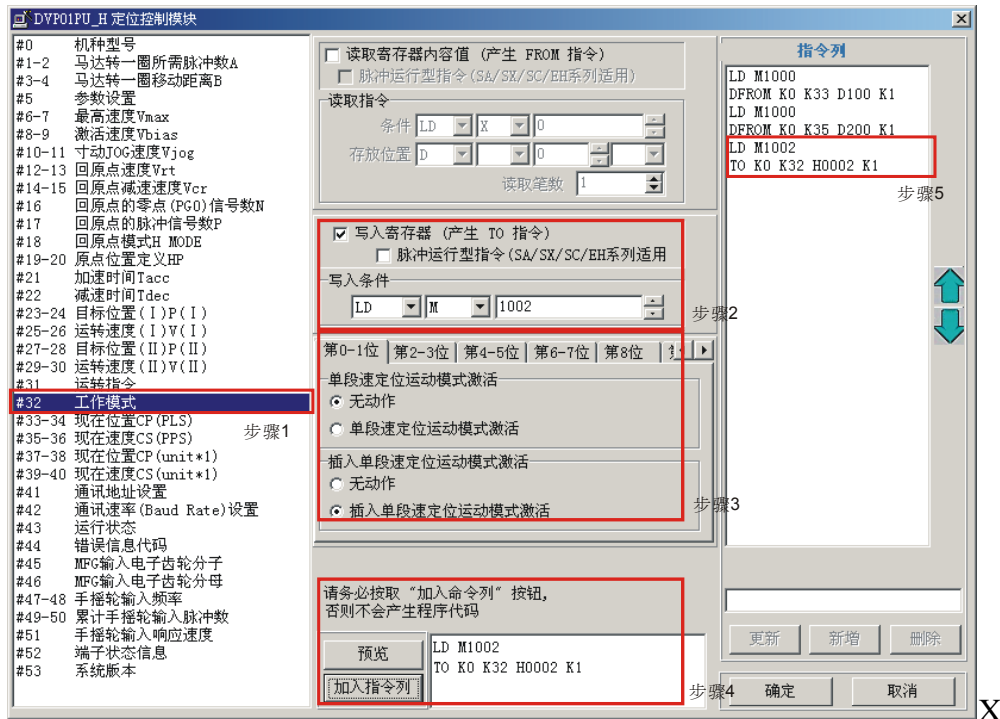 DVP01PU_H 定位控制模块
#0 机种型号
#1-2 马达转一圈所需脉冲数A
#3-4 马达转一圈移动距离B
#5 参数设置
#6-7 最高速度Vmax
#8-9 激活速度Vbias
#10-11 寸动JOG速度Vjog
#12-13 回原点速度Vrt
#14-15 回原点减速速度Vcr
#16 回原点的零点(PG0)信号数N
#17 回原点的脉冲信号数P
#18 回原点模式H MODE
#19-20 原点位置定义HP
#21 加速时间Tacc
#22 减速时间Tdec
#23-24 目标位置(Ⅰ)P(Ⅰ)
#25-26 运转速度(Ⅰ)V(Ⅰ)
#27-28 目标位置(Ⅱ)P(Ⅱ)
#29-30 运转速度(Ⅱ)V(Ⅱ)
#31 运转指令
#32 工作模式
#33-34 现在位置CP(PLS)
步骤1
#35-36 现在速度CS(PPS)
#37-38 现在位置CP(unit*1)
#39-40 现在速度CS(unit*1)
#41 通讯地址设置
#42 通讯速率(Baud Rate)设置
#43 运行状态
#44 错误信息代码
#45 MFG输入电子齿轮分子
#46 MFG输入电子齿轮分母
#47-48 手摇轮输入频率
#49-50 累计手摇轮输入脉冲数
#51 手摇轮输入响应速度
#52 端子状态信息
#53 系统版本
读取寄存器内容值 (产生 FROM 指令)
脉冲运行型指令(SA/SX/SC/EH系列适用)
读取指令
条件 LD X 0
存放位置 D 0
读取笔数 1
写入寄存器 (产生 TO 指令)
脉冲运行型指令(SA/SX/SC/EH系列适用
写入条件
LD M 1002
步骤2
第0-1位 第2-3位 第4-5位 第6-7位 第8位
单段速定位运动模式激活
无动作
单段速定位运动模式激活
插入单段速定位运动模式激活
无动作
插入单段速定位运动模式激活
步骤3
请务必按取 "加入命令列" 按钮,
否则不会产生程序代码
预览
加入指令列
LD M1002
TO K0 K32 H0002 K1
步骤4
指令列
LD M1000
DFROM K0 K33 D100 K1
LD M1000
DFROM K0 K35 D200 K1
LD M1002
TO K0 K32 H0002 K1
步骤5
更新 新增 删除
确定 取消
X